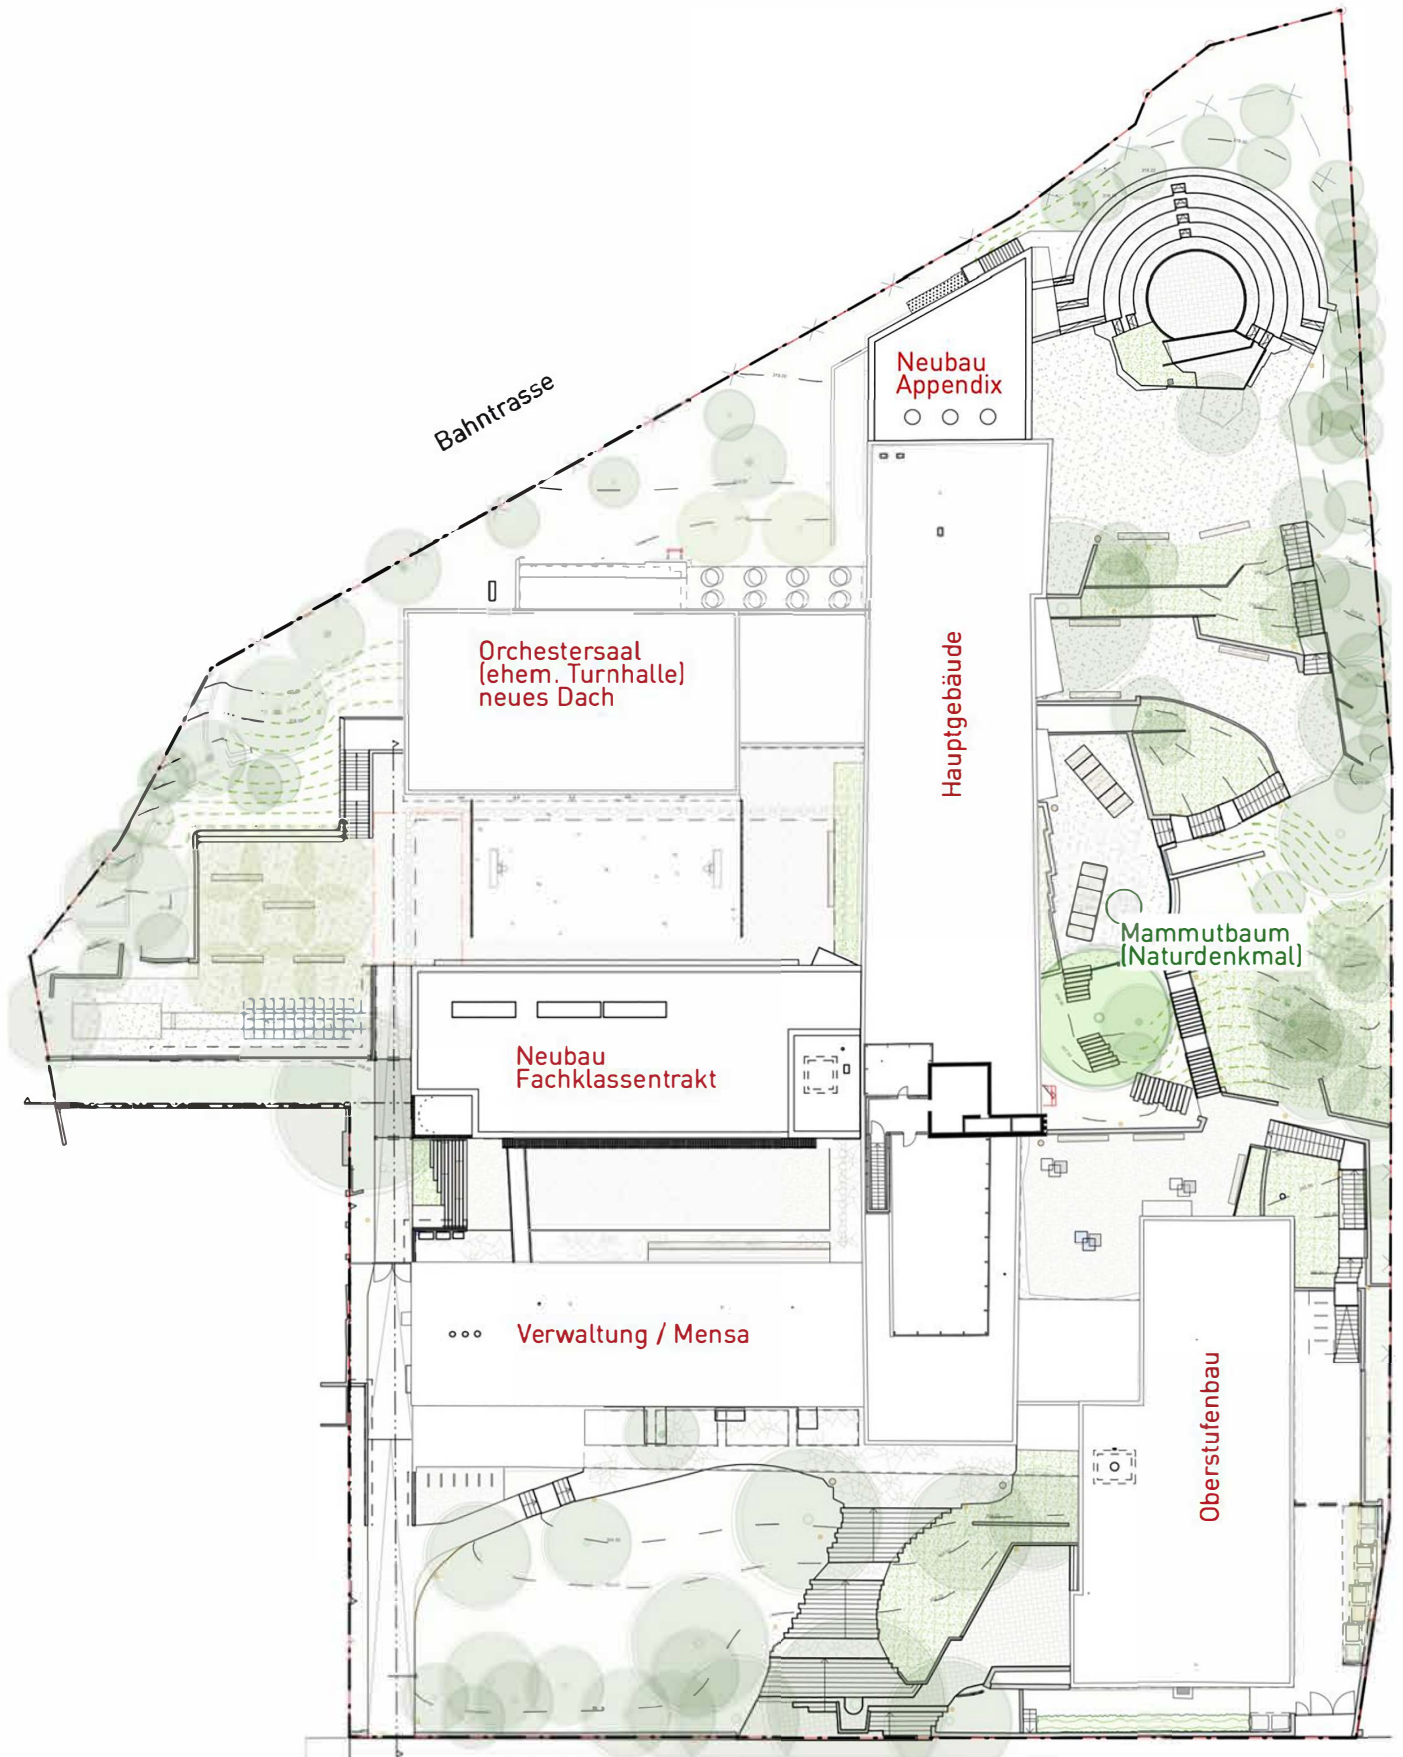 Neubau
Appendix
Bahntrasse
Orchestersaal
(ehem. Turnhalle)
neues Dach
Hauptgebäude
Mammutbaum
(Naturdenkmal)
Neubau
Fachklassentrakt
Verwaltung / Mensa
Oberstufenbau